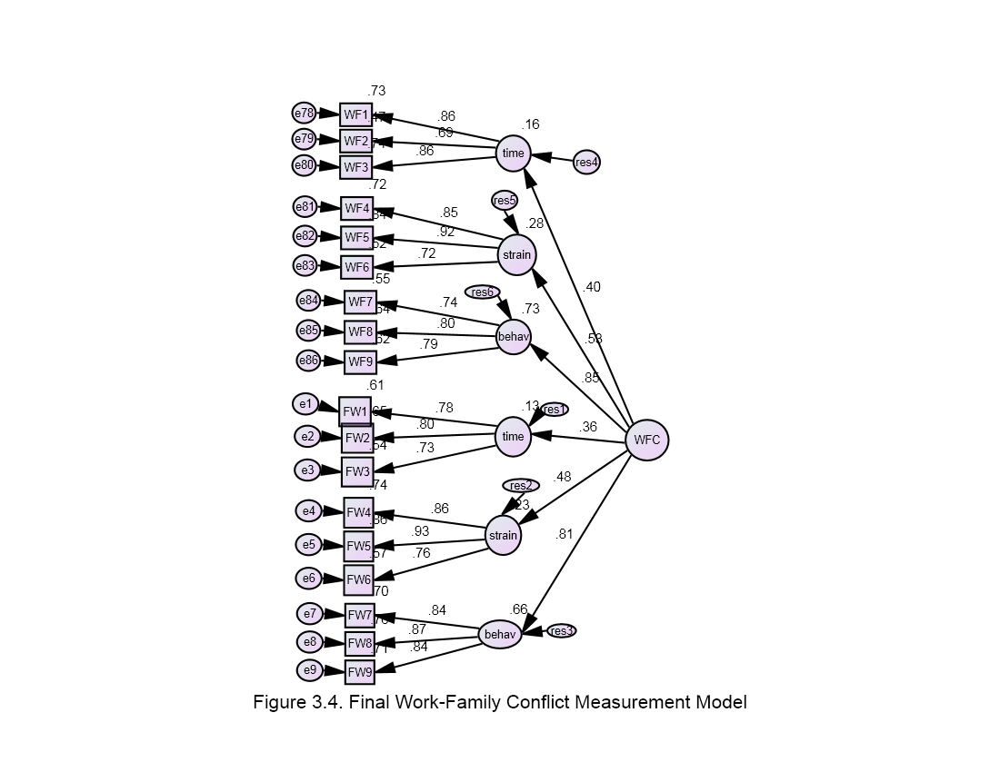 .73
e78 WF1 .47 .86 .16
e79 WF2 .71 .69 time
e80 WF3 .86 res4
.72 res5
e81 WF4 .84 .85 .28
e82 WF5 .52 .92 strain
e83 WF6 .72
.55 res6 .40
e84 WF7 .64 .74 .73
e85 WF8 .62 .80 behav .53
e86 WF9 .79
.61 .85
e1 FW1 .65 .78 .13 res1
e2 FW2 .54 .80 time .36 WFC
e3 FW3 .73
.74 res2 .48
e4 FW4 .86 .86 .23
e5 FW5 .57 .93 strain .81
e6 FW6 .76
.70
e7 FW7 .76 .84 .66
e8 FW8 .71 .87 behav res3
e9 FW9 .84
Figure 3.4. Final Work-Family Conflict Measurement Model